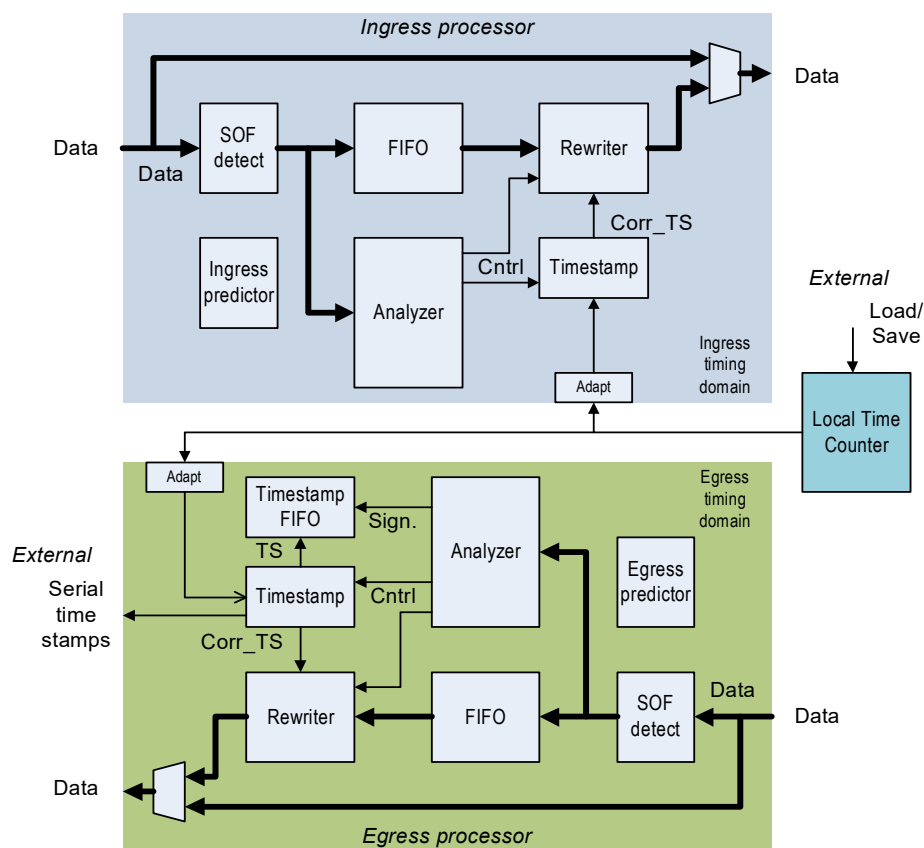 Ingress processor
Data
Data
Data
SOF
detect
FIFO
Rewriter
Corr_TS
Ingress
predictor
Analyzer
Cntrl
Timestamp
External
Load/
Save
Ingress
timing
domain
Adapt
Local Time
Counter
Adapt
Timestamp
FIFO
Sign.
Analyzer
Egress
timing
domain
External
TS
Egress
predictor
Serial
time
stamps
Timestamp
Cntrl
Corr_TS
Rewriter
FIFO
SOF
detect
Data
Data
Data
Egress processor